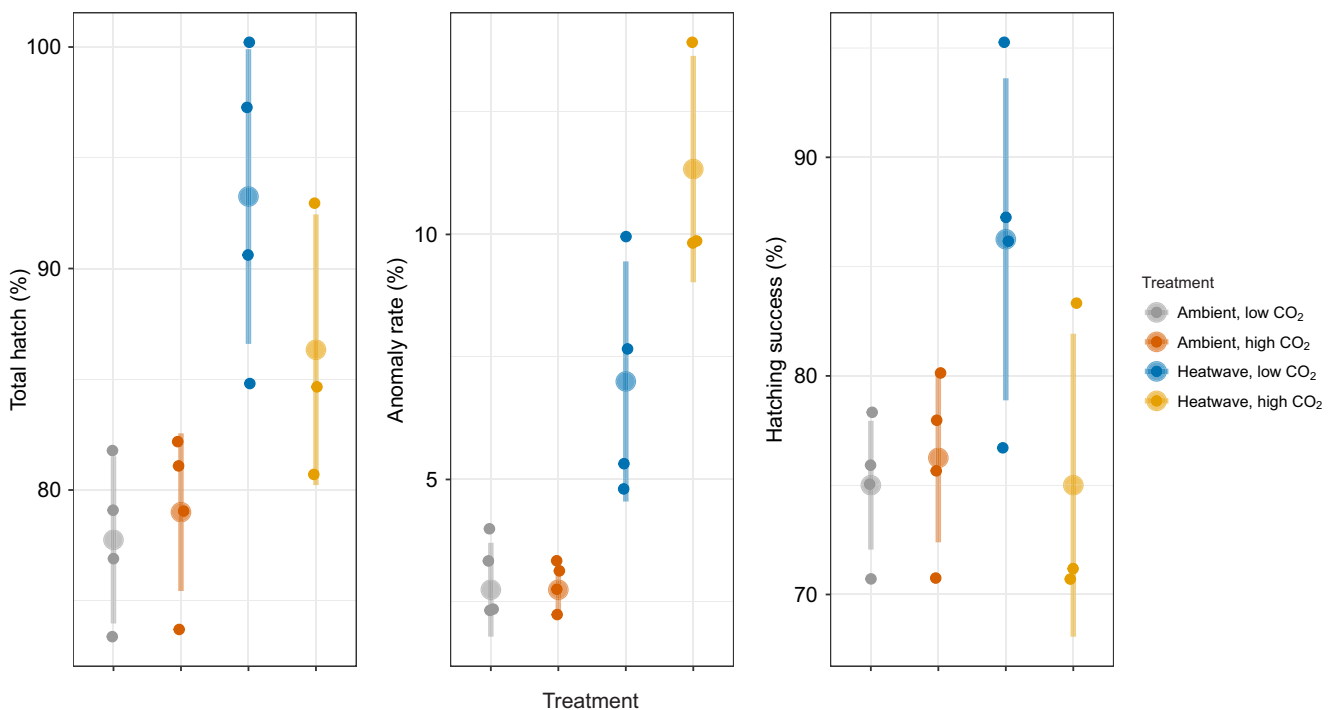 Total hatch (%)
100
90
80
Anomaly rate (%)
10
5
Hatching success (%)
90
80
70
Treatment
Treatment
Ambient, low CO₂
Ambient, high CO₂
Heatwave, low CO₂
Heatwave, high CO₂